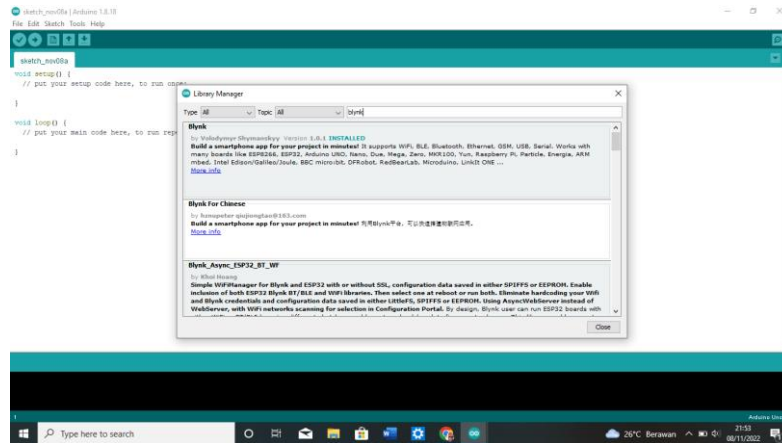 sketch_nov08a | Arduino 1.8.18
File Edit Sketch Tools Help
sketch_nov08a
void setup() {
// put your setup code here, to run once:
}
void loop() {
// put your main code here, to run rep
}
Library Manager
Type All Topic All blynk
Blynk
by Volodymyr Shymanskyy Version 1.0.1 INSTALLED
Build a smartphone app for your project in minutes! It supports WiFi, BLE, Bluetooth, Ethernet, GSM, USB, Serial. Works with
many boards like ESP8266, ESP32, Arduino UNO, Nano, Due, Mega, Zero, MKR100, Yun, Raspberry Pi, Particle, Energia, ARM
mbed, Intel Edison/Galileo/Joule, BBC micro:bit, DFRobot, RedBearLab, Microduino, LinkIt ONE ...
More info
Blynk For Chinese
by hznupeter qiujiongtao@163.com
Build a smartphone app for your project in minutes!
More info
Blynk_Async_ESP32_BT_WF
by Khoi Hoang
Simple WiFiManager for Blynk and ESP32 with or without SSL, configuration data saved in either SPIFFS or EEPROM. Enable
inclusion of both ESP32 Blynk BT/BLE and WiFi libraries. Then select one at reboot or run both. Eliminate hardcoding your Wifi
and Blynk credentials and configuration data saved in either LittleFS, SPIFFS or EEPROM. Using AsyncWebServer instead of
WebServer, with WiFi networks scanning for selection in Configuration Portal. By design, Blynk user can run ESP32 boards with
Close
1
Arduino Uno
Type here to search
26°C Berawan
21:53
08/11/2022